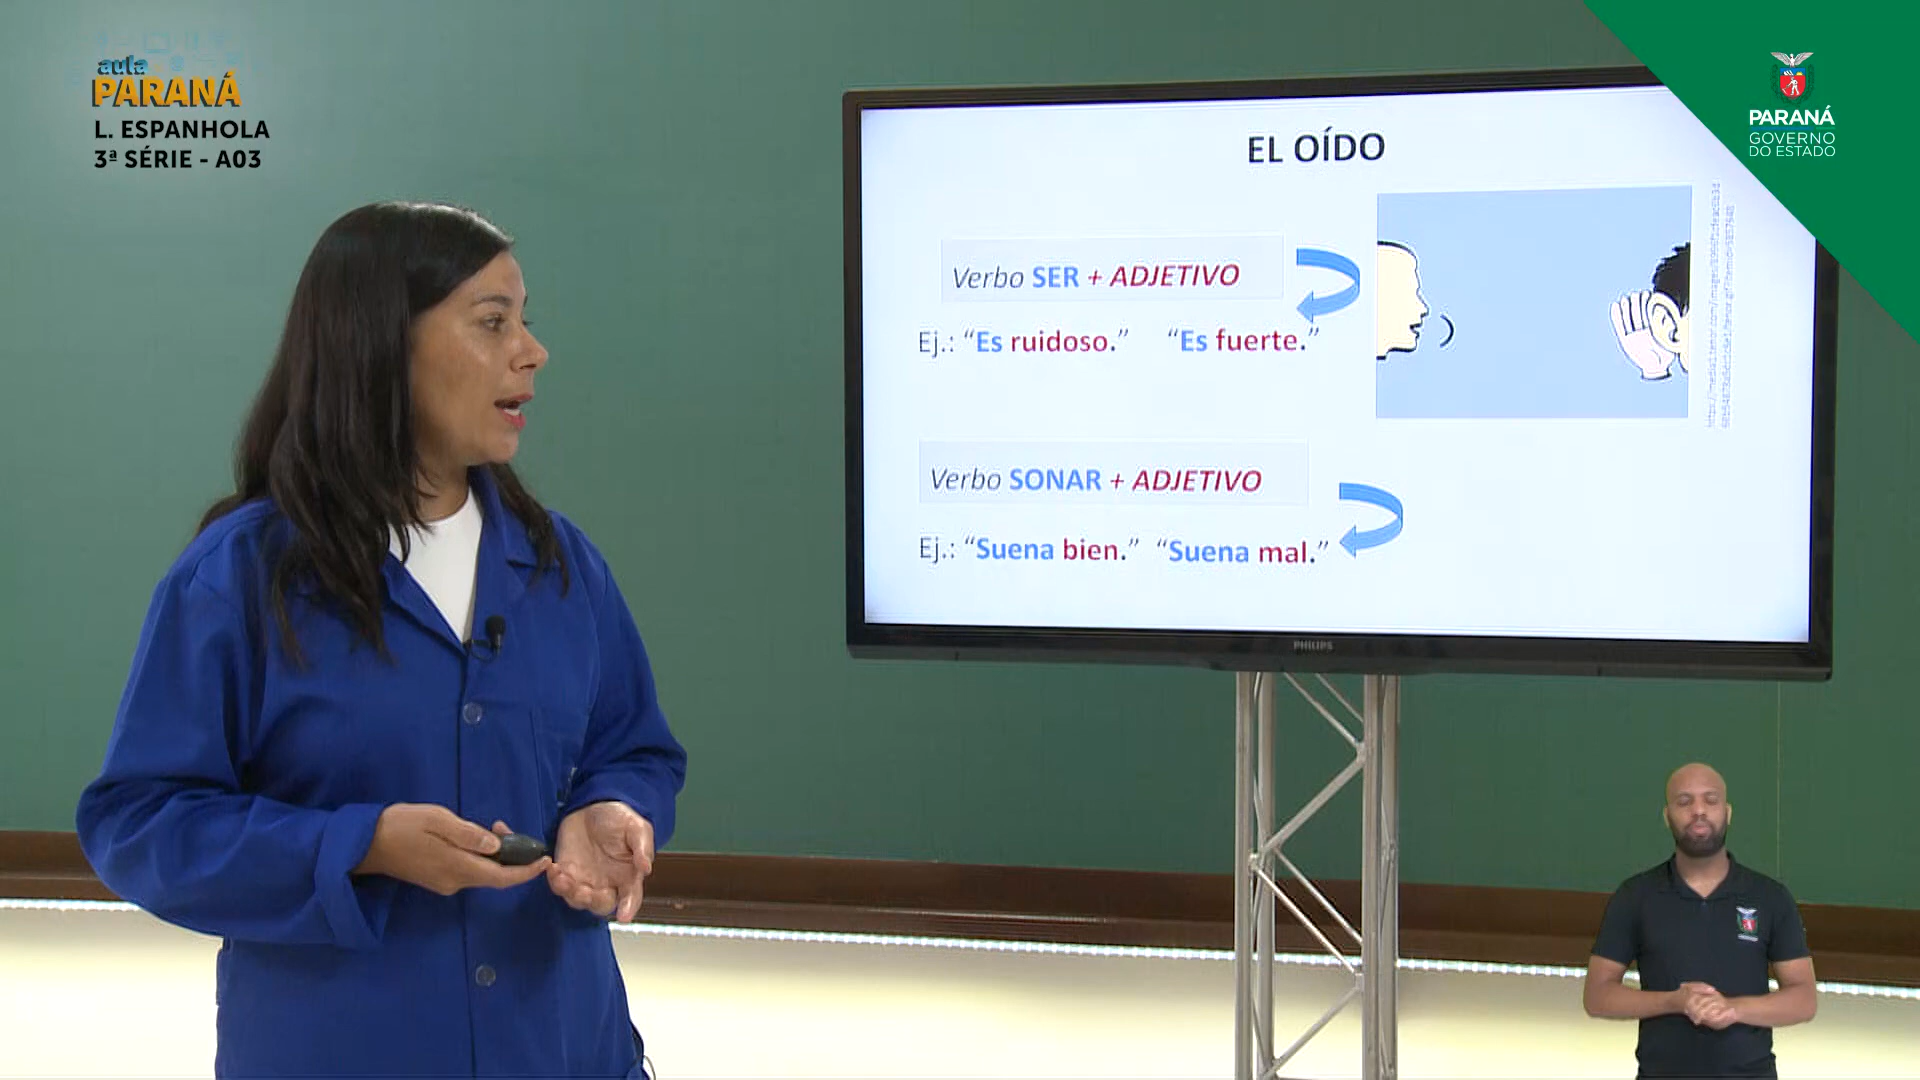 aula
PARANÁ
L. ESPANHOLA
3ª SÉRIE - A03
PARANÁ
GOVERNO
DO ESTADO
EL OÍDO
Verbo SER + ADJETIVO
Ej.: “Es ruidoso.” “Es fuerte.”
Verbo SONAR + ADJETIVO
Ej.: “Suena bien.” “Suena mal.”
PHILIPS